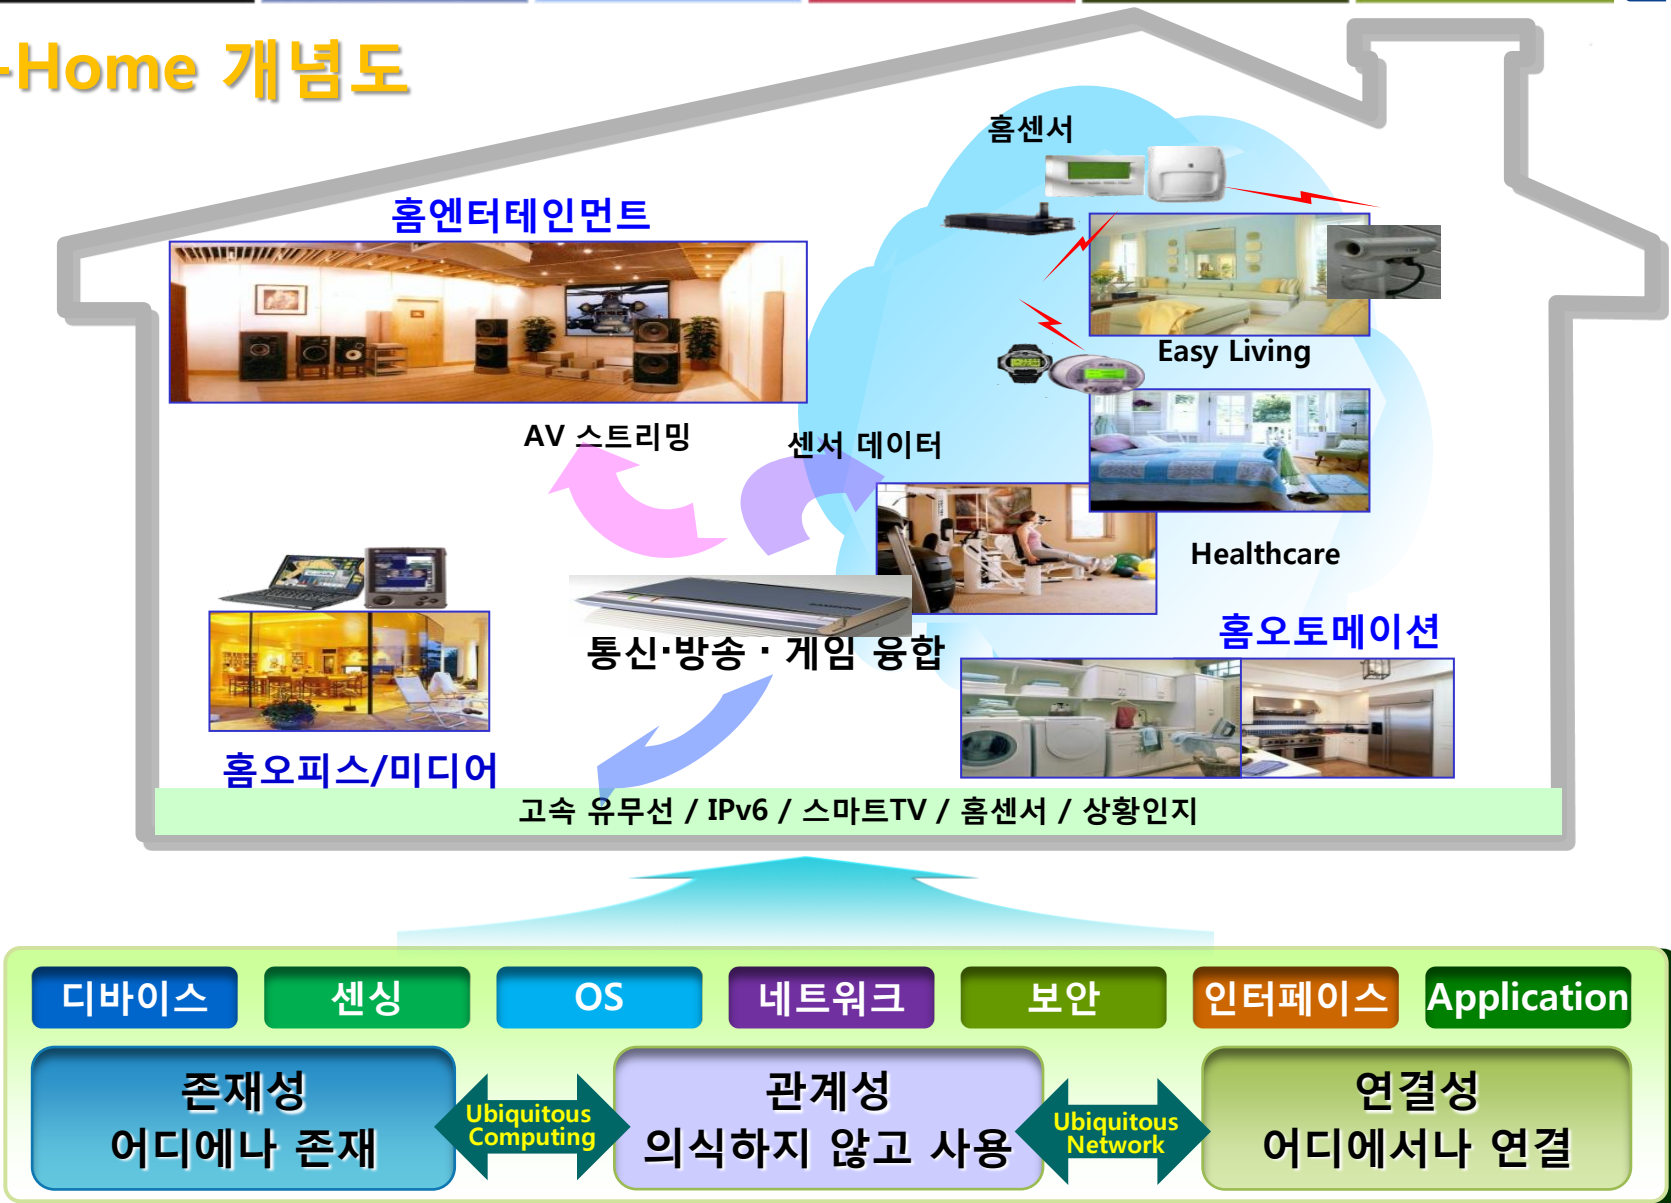 -Home 개념도
홈센서
홈엔터테인먼트
Easy Living
AV 스트리밍
센서 데이터
Healthcare
홈오토메이션
SAMSUNG
통신·방송 · 게임 융합
홈오피스/미디어
고속 유무선 / IPv6 / 스마트TV / 홈센서 / 상황인지
디바이스
센싱
OS
네트워크
보안
인터페이스
Application
존재성
어디에나 존재
Ubiquitous
Computing
관계성
의식하지 않고 사용
Ubiquitous
Network
연결성
어디에서나 연결